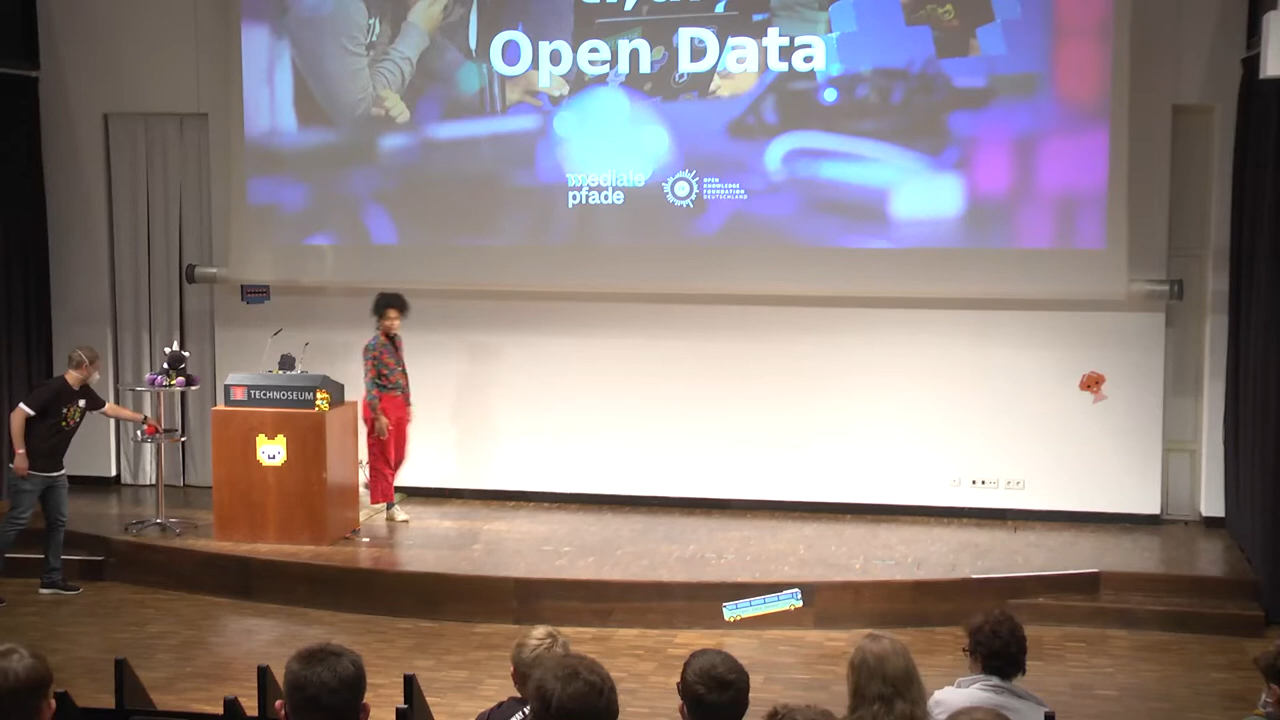 Open Data
mediale
pfade
OPEN
KNOWLEDGE
FOUNDATION
DEUTSCHLAND
TECHNOSEUM